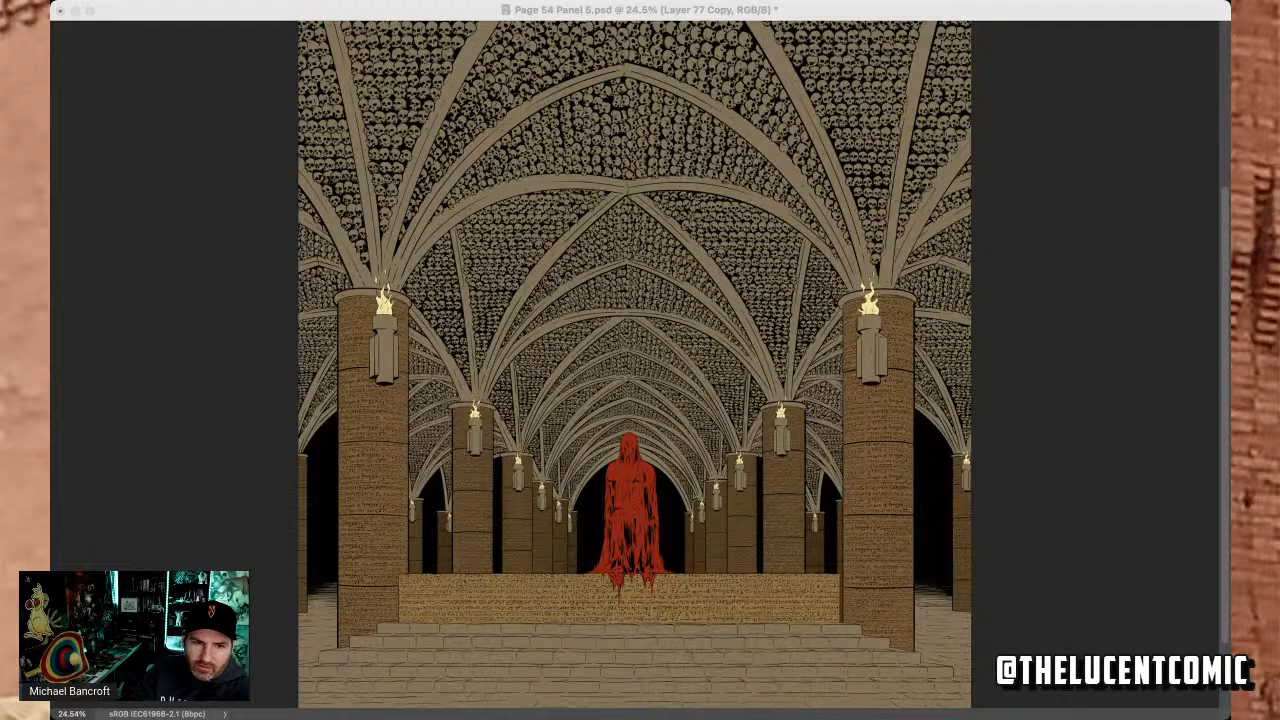 Page 54 Panel 5.psd @ 24.5% (Layer 77 Copy, RGB/8) *
Michael Bancroft
@THELUCENTCOMIC
24.54%
sRGB IEC61966-2.1 (8bpc)